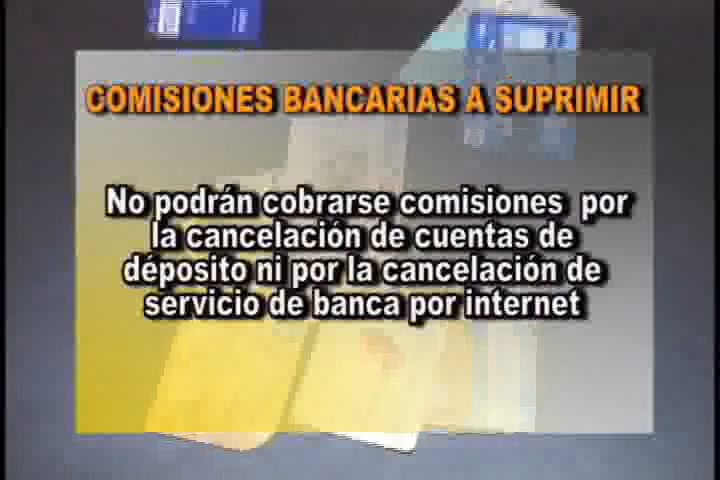 COMISIONES BANCARIAS A SUPRIMIR
No podrán cobrarse comisiones por
la cancelación de cuentas de
déposito ni por la cancelación de
servicio de banca por internet